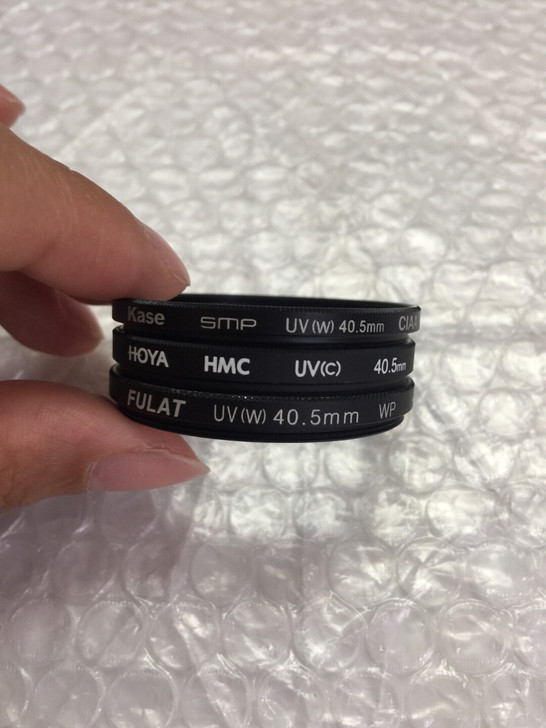 Kase SMP UV(W) 40.5mm
HOYA HMC UV(C) 40.5mm
FULAT UV(W) 40.5mm WP